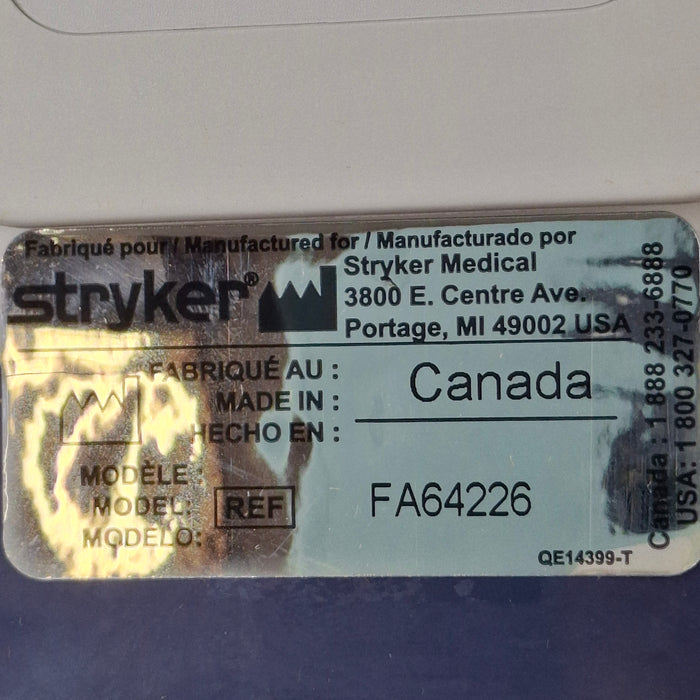 Fabriqué pour / Manufactured for / Manufacturado por
stryker®
Stryker Medical
3800 E. Centre Ave.
Portage, MI 49002 USA
FABRIQUÉ AU :
MADE IN :
HECHO EN :
Canada
MODÈLE :
MODEL:
MODELO:
REF
FA64226
QE14399-T
Canada : 1 888 233-6888
USA: 1 800 327-0770